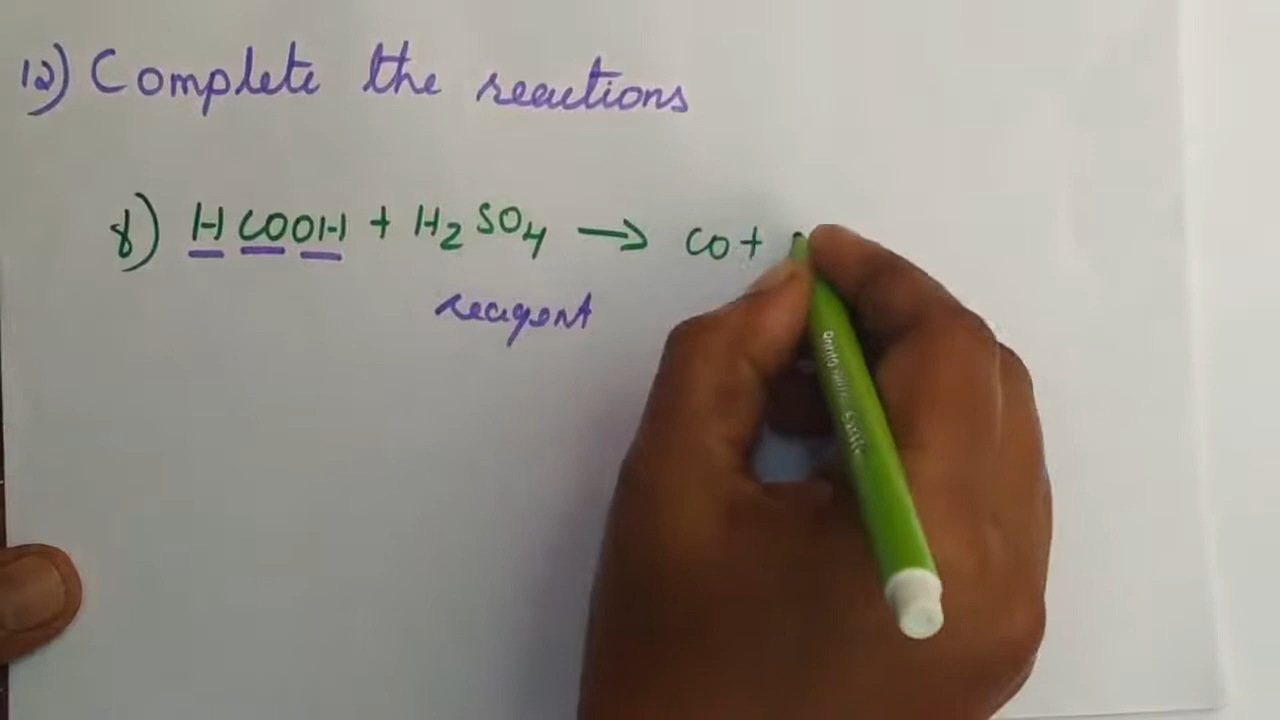 12) Complete the reactions
8) HCOOH + H₂SO₄ → CO +
reagent